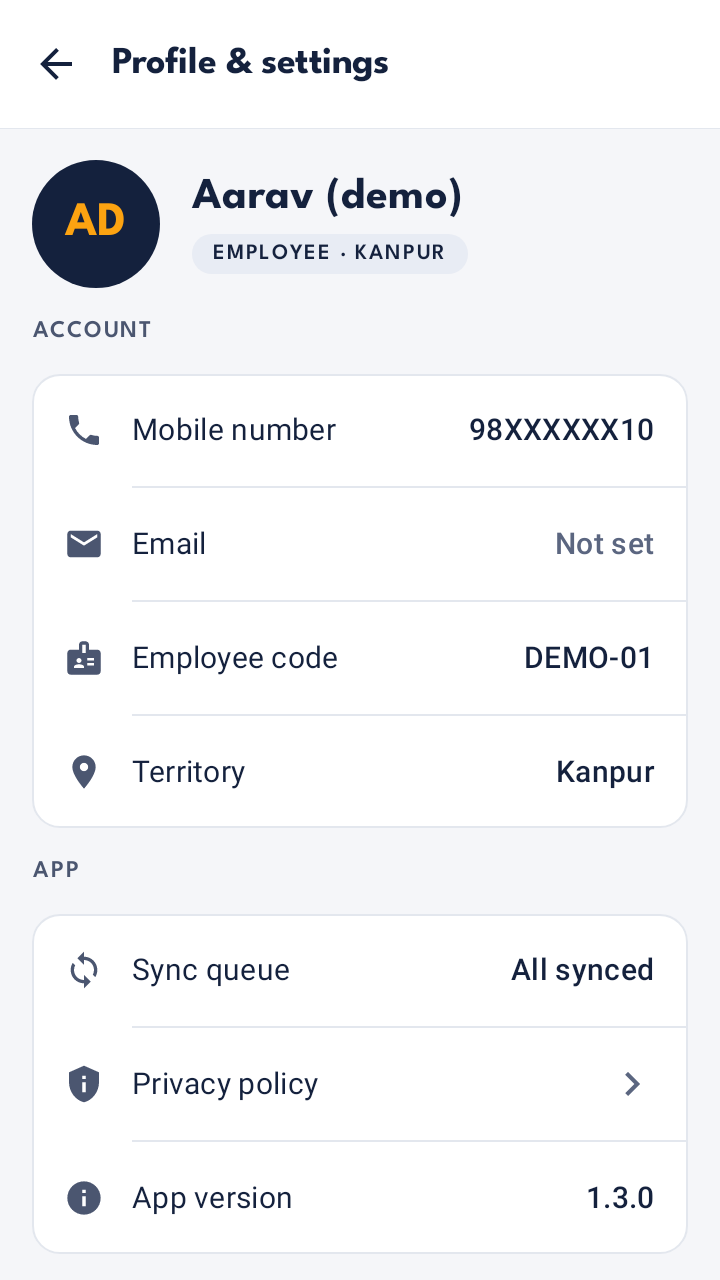 Profile & settings
AD
Aarav (demo)
EMPLOYEE · KANPUR
ACCOUNT
Mobile number 98XXXXXX10
Email Not set
Employee code DEMO-01
Territory Kanpur
APP
Sync queue All synced
Privacy policy
App version 1.3.0